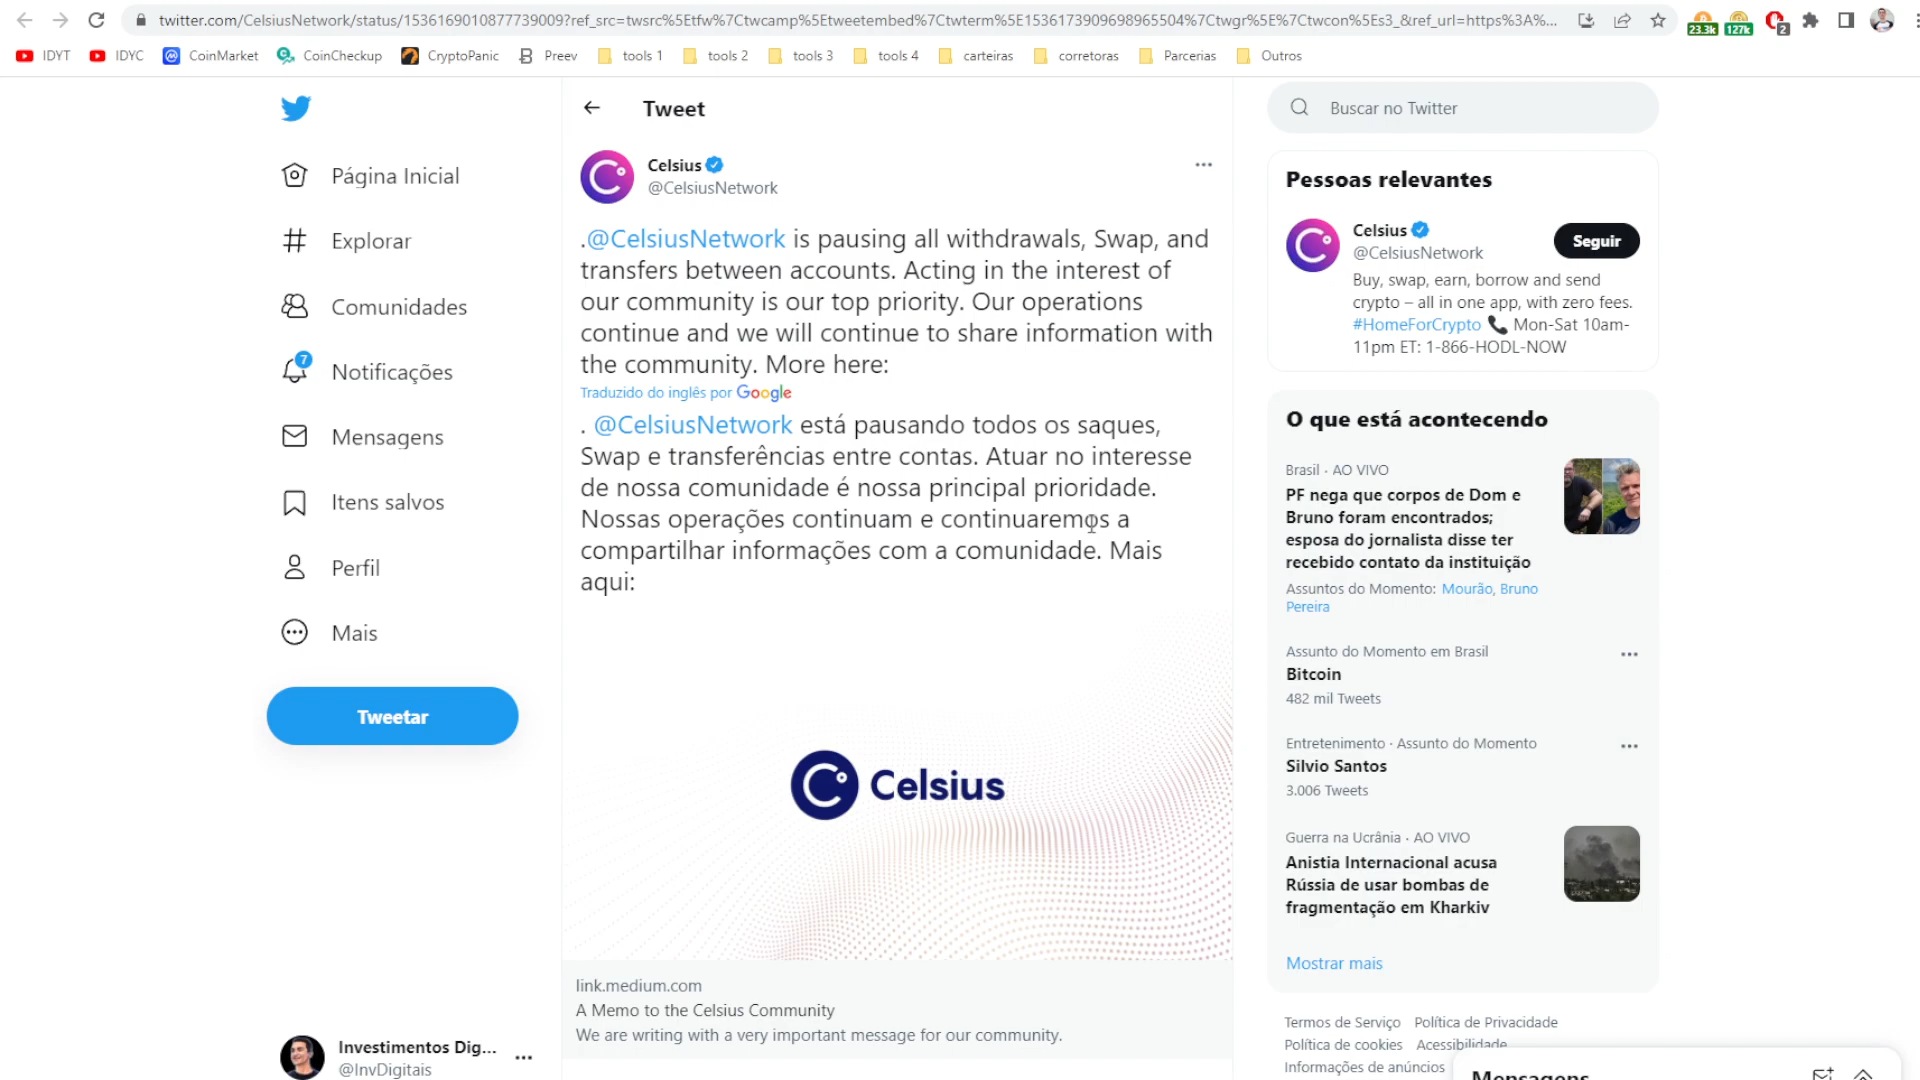 twitter.com/CelsiusNetwork/status/1536169010877739009?ref_src=twsrc%5Etfw%7Ctwcamp%5Etweetembed%7Ctwterm%5E1536173909698965504%7Ctwgr%5E%7Ctwcon%5Es3_&ref_url=https%3A%...
23.3k
127k
2
IDYT
IDYC
CoinMarket
CoinCheckup
CryptoPanic
Preev
tools 1
tools 2
tools 3
tools 4
carteiras
corretoras
Parcerias
Outros
Página Inicial
Explorar
Comunidades
7
Notificações
Mensagens
Itens salvos
Perfil
Mais
Tweetar
Investimentos Dig...
@InvDigitais
Tweet
Celsius
@CelsiusNetwork
.@CelsiusNetwork is pausing all withdrawals, Swap, and
transfers between accounts. Acting in the interest of
our community is our top priority. Our operations
continue and we will continue to share information with
the community. More here:
Traduzido do inglês por Google
. @CelsiusNetwork está pausando todos os saques,
Swap e transferências entre contas. Atuar no interesse
de nossa comunidade é nossa principal prioridade.
Nossas operações continuam e continuaremos a
compartilhar informações com a comunidade. Mais
aqui:
Celsius
link.medium.com
A Memo to the Celsius Community
We are writing with a very important message for our community.
Buscar no Twitter
Pessoas relevantes
Celsius
@CelsiusNetwork
Seguir
Buy, swap, earn, borrow and send
crypto – all in one app, with zero fees.
#HomeForCrypto 📞 Mon-Sat 10am-
11pm ET: 1-866-HODL-NOW
O que está acontecendo
Brasil · AO VIVO
PF nega que corpos de Dom e
Bruno foram encontrados;
esposa do jornalista disse ter
recebido contato da instituição
Assuntos do Momento: Mourão, Bruno
Pereira
Assunto do Momento em Brasil
Bitcoin
482 mil Tweets
Entretenimento · Assunto do Momento
Silvio Santos
3.006 Tweets
Guerra na Ucrânia · AO VIVO
Anistia Internacional acusa
Rússia de usar bombas de
fragmentação em Kharkiv
Mostrar mais
Termos de Serviço Política de Privacidade
Política de cookies Acessibilidade
Informações de anúncios
Mensagens